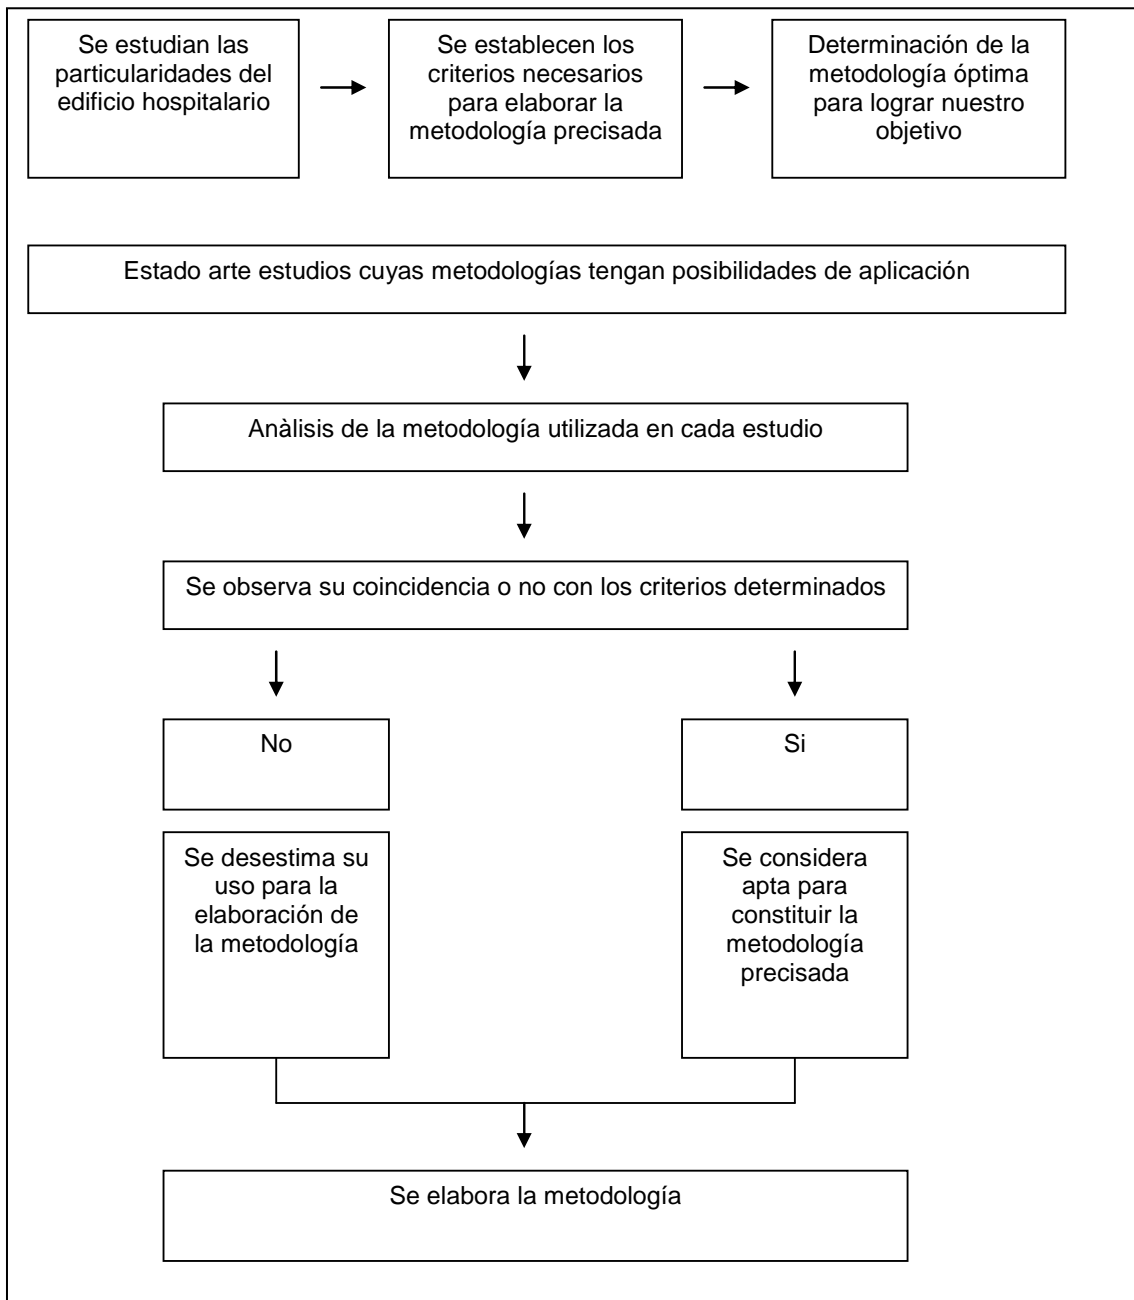 Se estudian las
particularidades del
edificio hospitalario
Se establecen los
criterios necesarios
para elaborar la
metodología precisada
Determinación de la
metodología óptima
para lograr nuestro
objetivo
Estado arte estudios cuyas metodologías tengan posibilidades de aplicación
Anàlisis de la metodología utilizada en cada estudio
Se observa su coincidencia o no con los criterios determinados
No
Si
Se desestima su
uso para la
elaboración de
la metodología
Se considera
apta para
constituir la
metodología
precisada
Se elabora la metodología